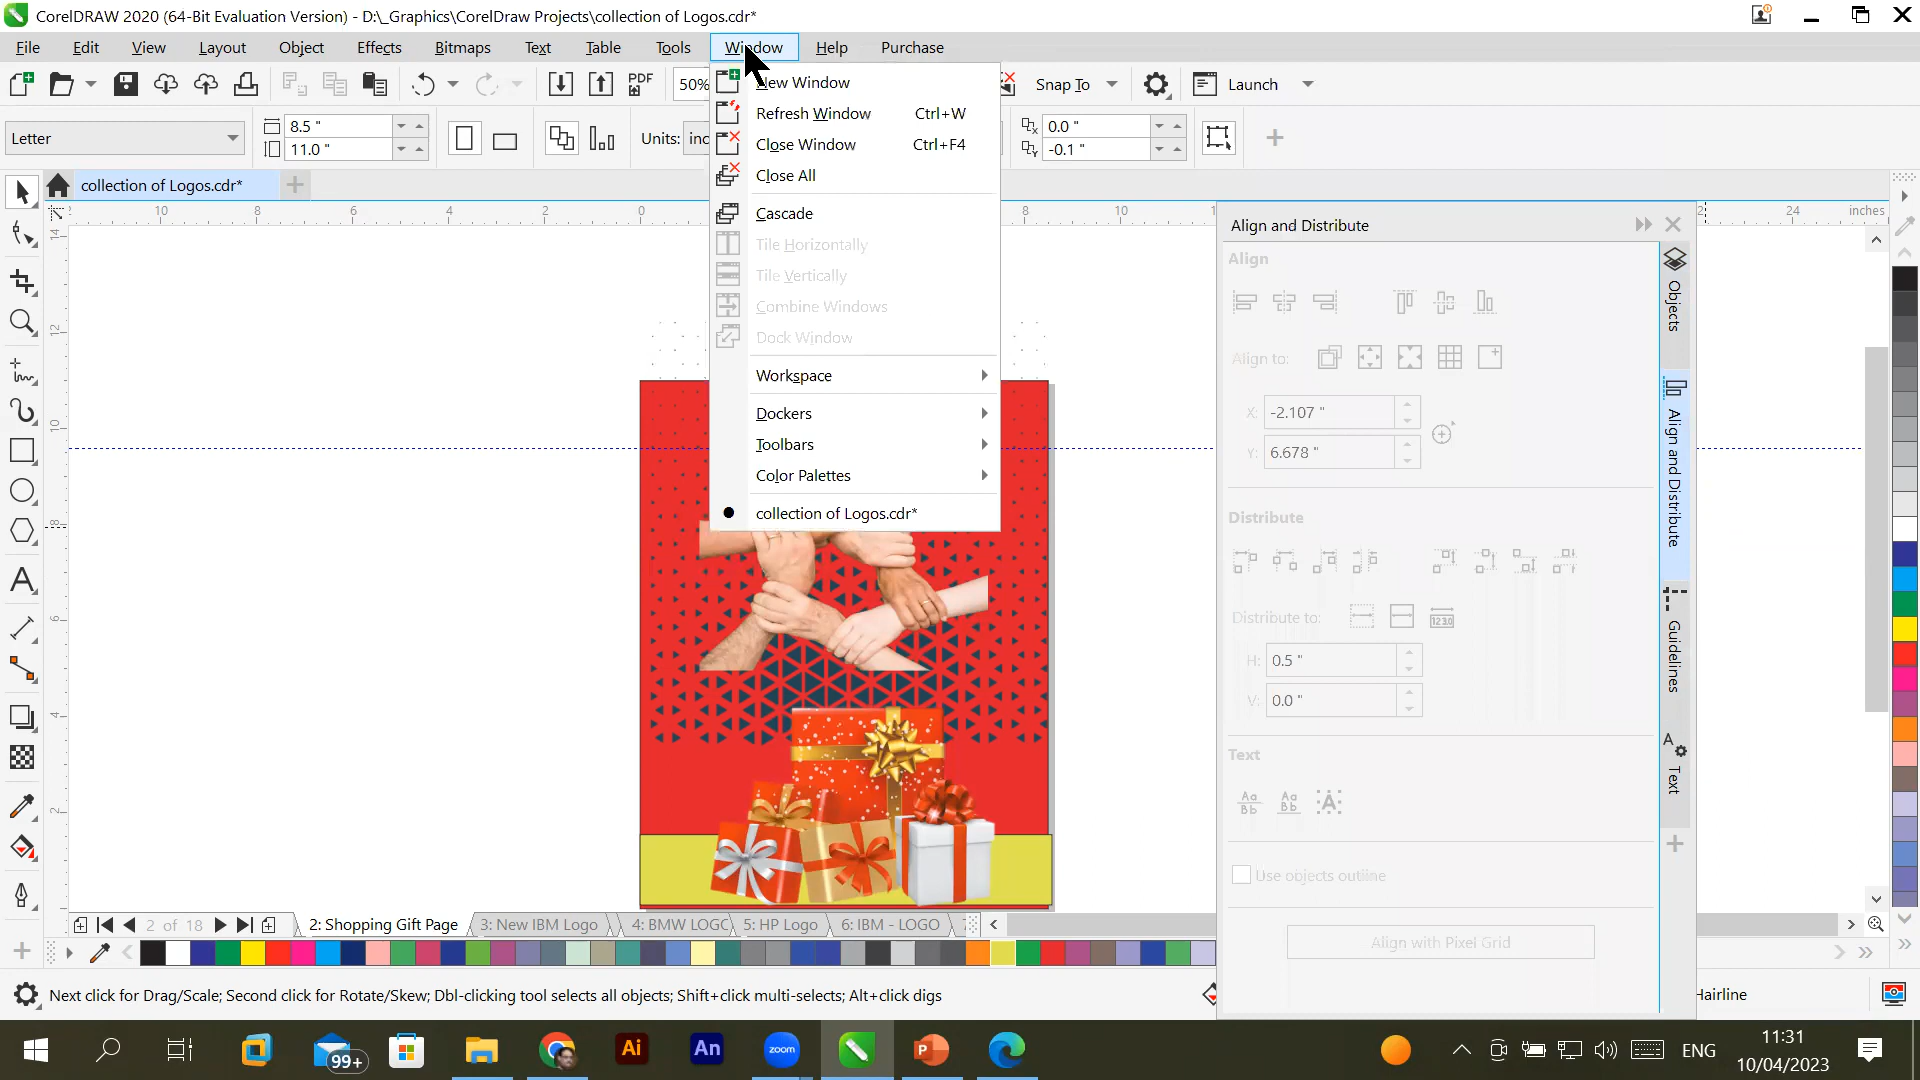 CorelDRAW 2020 (64-Bit Evaluation Version) - D:\_Graphics\CorelDraw Projects\collection of Logos.cdr*
File Edit View Layout Object Effects Bitmaps Text Table Tools Window Help Purchase
PDF 50% Snap To Launch
Letter 8.5 " 11.0 " Units: inc 0.0 " -0.1 "
collection of Logos.cdr*
New Window
Refresh Window Ctrl+W
Close Window Ctrl+F4
Close All
Cascade
Tile Horizontally
Tile Vertically
Combine Windows
Dock Window
Workspace
Dockers
Toolbars
Color Palettes
collection of Logos.cdr*
10 8 6 4 2 0 8 10 24 inches
14 12 10 8 6 4 2
Align and Distribute
Align
Align to:
X: -2.107 "
Y: 6.678 "
Distribute
Distribute to:
H: 0.5 "
V: 0.0 "
Text
Use objects outline
Align with Pixel Grid
Objects
Align and Distribute
Guidelines
Text
2 of 18 2: Shopping Gift Page 3: New IBM Logo 4: BMW LOGO 5: HP Logo 6: IBM - LOGO
Next click for Drag/Scale; Second click for Rotate/Skew; Dbl-clicking tool selects all objects; Shift+click multi-selects; Alt+click digs
Hairline
99+ Ai An zoom ENG
11:31
10/04/2023